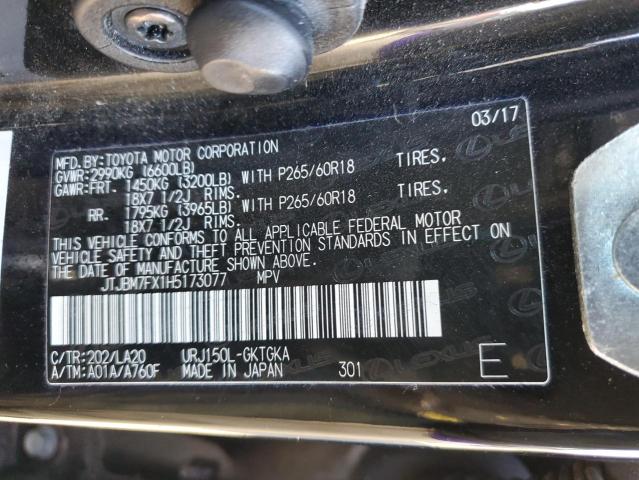 03/17
MFD.BY:TOYOTA MOTOR CORPORATION
GVWR:2990KG (6600LB)
GAWR:FRT. 1450KG (3200LB) WITH P265/60R18 TIRES.
18X7 1/2J RIMS.
RR. 1795KG (3965LB) WITH P265/60R18 TIRES.
18X7 1/2J RIMS.
THIS VEHICLE CONFORMS TO ALL APPLICABLE FEDERAL MOTOR
VEHICLE SAFETY AND THEFT PREVENTION STANDARDS IN EFFECT ON
THE DATE OF MANUFACTURE SHOWN ABOVE.
JTJBM7FX1H5173077 MPV
C/TR:202/LA20 URJ150L-GKTGKA
A/TM:A01A/A760F MADE IN JAPAN 301 E
LEXUS